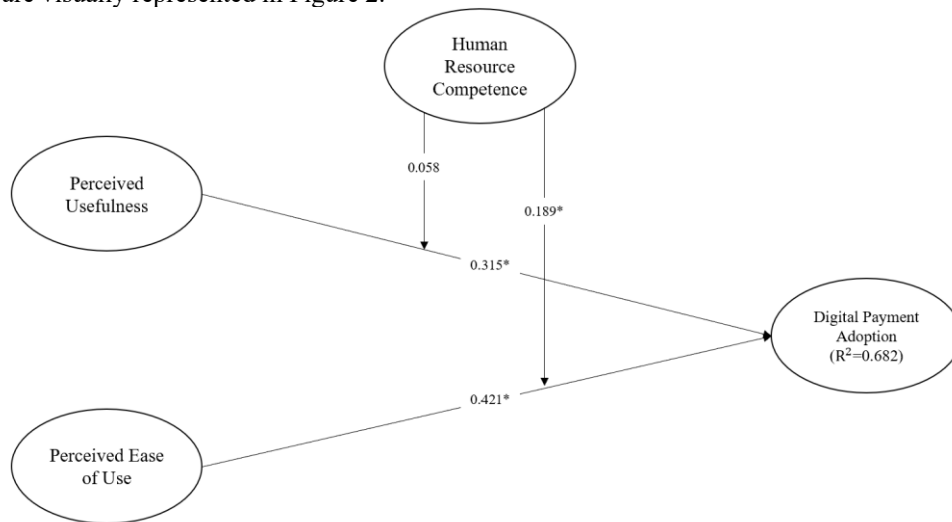 are visually represented in Figure 2.
Human
Resource
Competence
0.058
Perceived
Usefulness
0.189*
0.315*
Digital Payment
Adoption
(R²=0.682)
0.421*
Perceived Ease
of Use